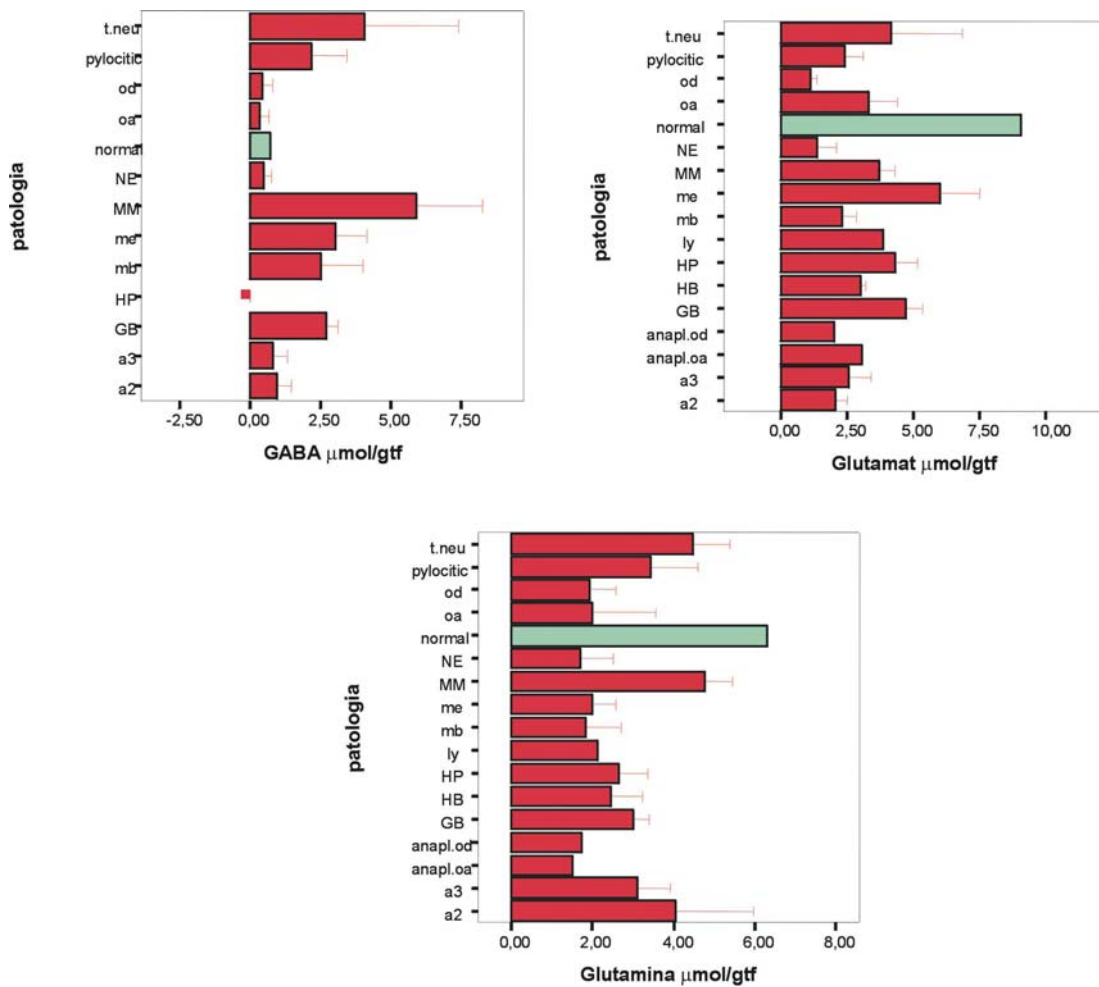 patologia
t.neu
pylocitic
od
oa
normal
NE
MM
me
mb
HP
GB
a3
a2
-2,50 0,00 2,50 5,00 7,50
GABA µmol/gtf
patologia
t.neu
pylocitic
od
oa
normal
NE
MM
me
mb
ly
HP
HB
GB
anapl.od
anapl.oa
a3
a2
0,00 2,50 5,00 7,50 10,00
Glutamat µmol/gtf
patologia
t.neu
pylocitic
od
oa
normal
NE
MM
me
mb
ly
HP
HB
GB
anapl.od
anapl.oa
a3
a2
0,00 2,00 4,00 6,00 8,00
Glutamina µmol/gtf